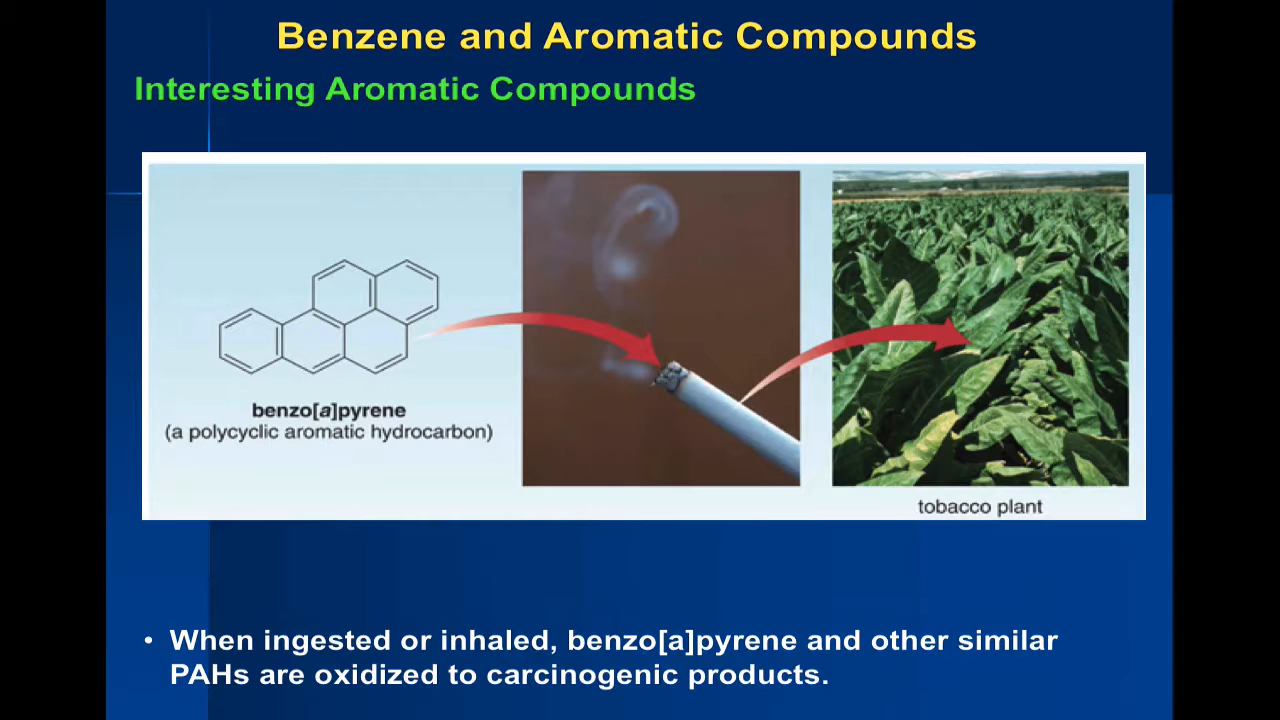 Benzene and Aromatic Compounds
Interesting Aromatic Compounds
benzo[a]pyrene
(a polycyclic aromatic hydrocarbon)
tobacco plant
• When ingested or inhaled, benzo[a]pyrene and other similar
PAHs are oxidized to carcinogenic products.